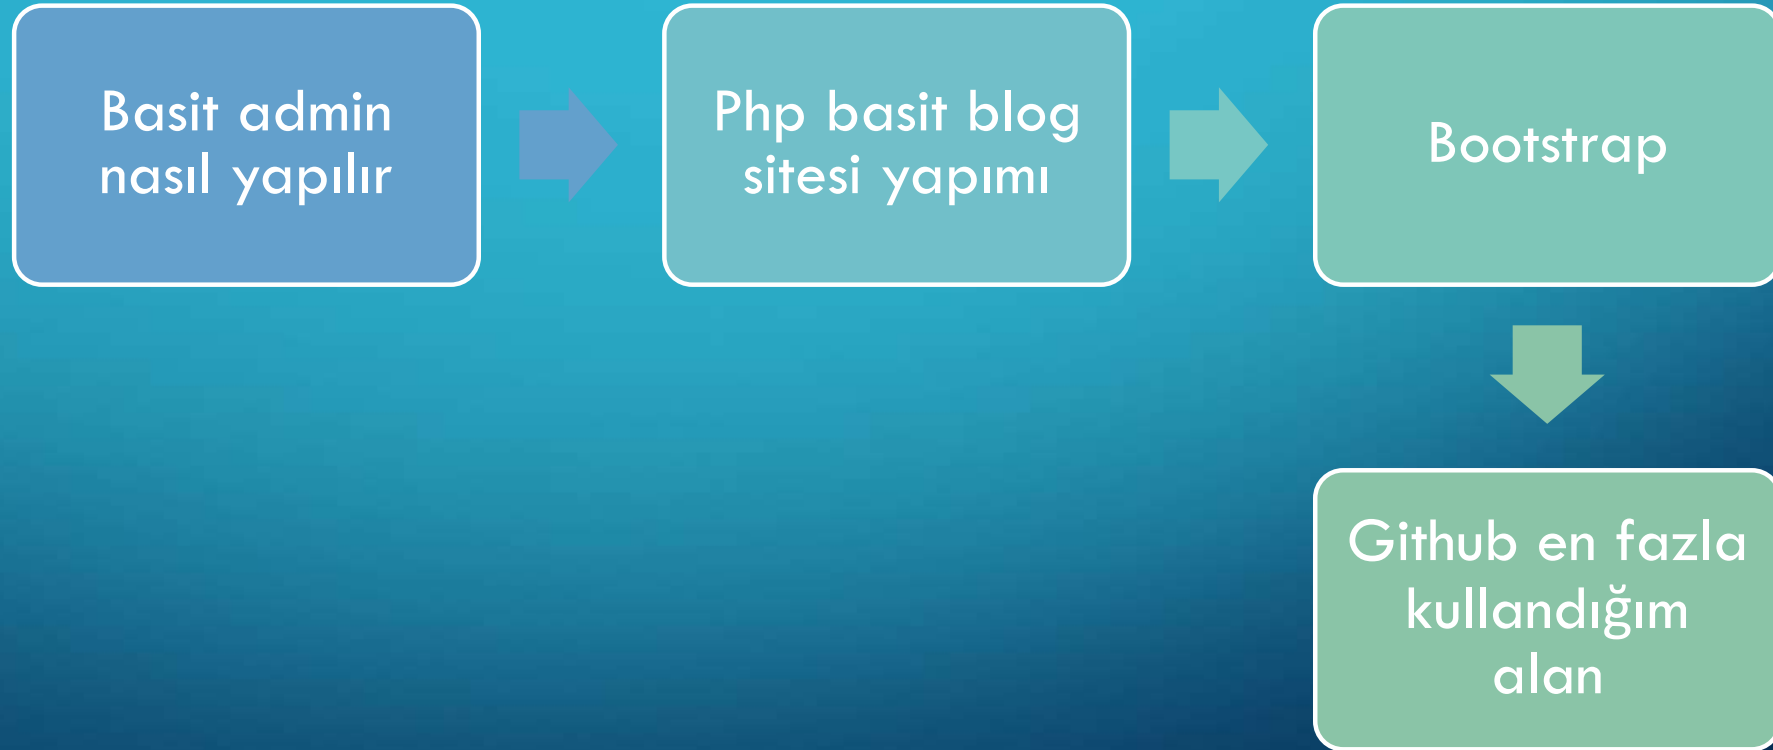 Basit admin
nasıl yapılır
Php basit blog
sitesi yapımı
Bootstrap
Github en fazla
kullandığım
alan